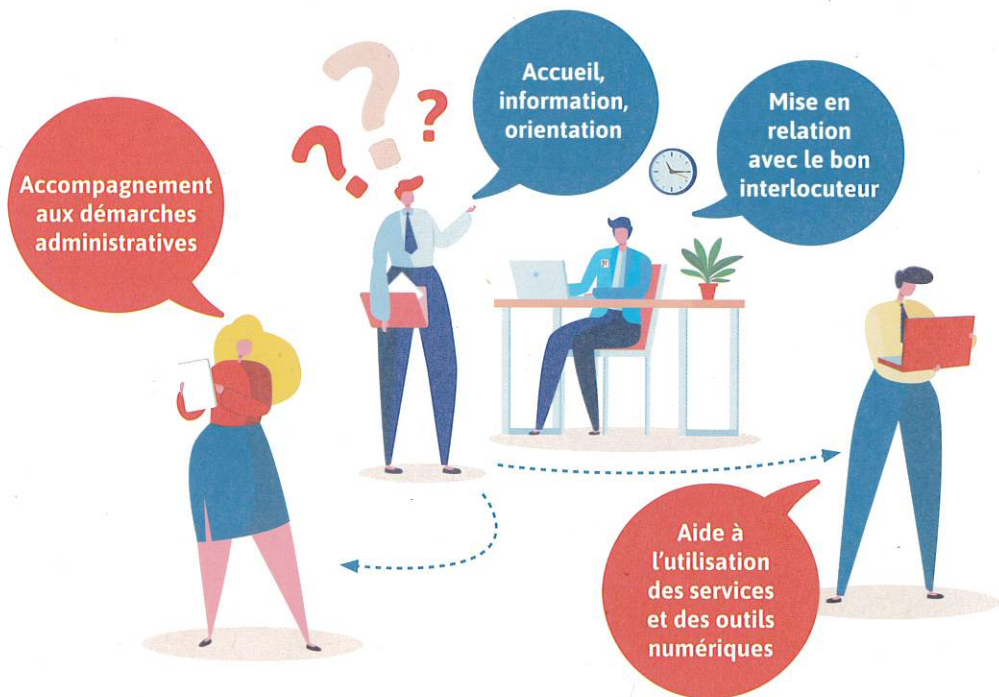 Accueil,
information,
orientation
Mise en
relation
avec le bon
interlocuteur
Accompagnement
aux démarches
administratives
Aide à
l'utilisation
des services
et des outils
numériques